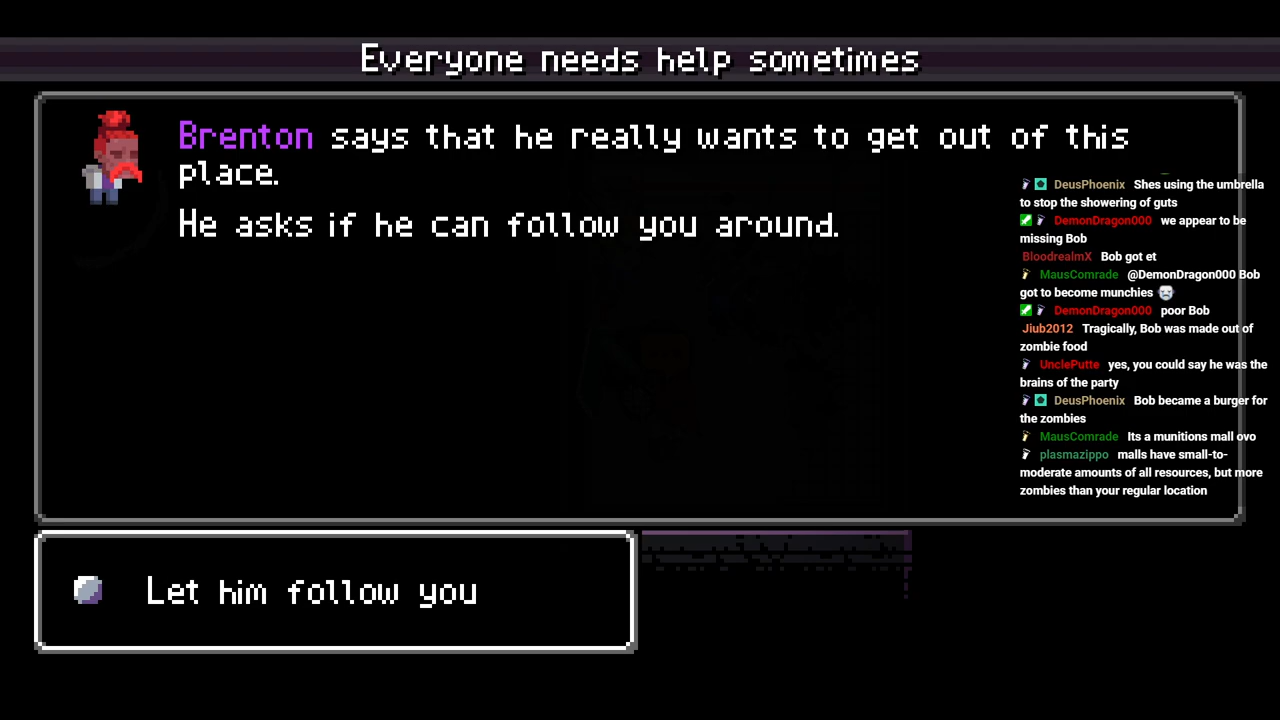 Everyone needs help sometimes
Brenton says that he really wants to get out of this
place.
He asks if he can follow you around.
DeusPhoenix Shes using the umbrella
to stop the showering of guts
DemonDragon000 we appear to be
missing Bob
BloodrealmX Bob got et
MausComrade @DemonDragon000 Bob
got to become munchies
DemonDragon000 poor Bob
Jiub2012 Tragically, Bob was made out of
zombie food
UnclePutte yes, you could say he was the
brains of the party
DeusPhoenix Bob became a burger for
the zombies
MausComrade Its a munitions mall ovo
plasmazippo malls have small-to-
moderate amounts of all resources, but more
zombies than your regular location
Let him follow you